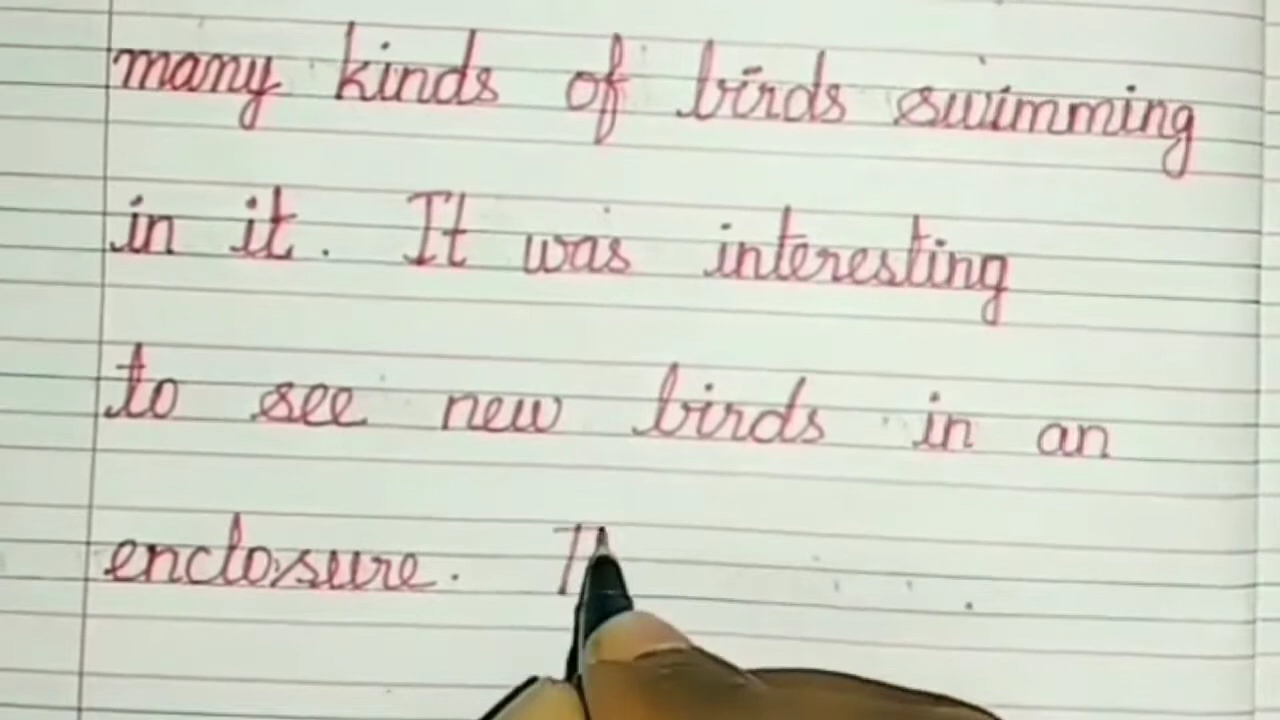 many kinds of birds swimming
in it. It was interesting
to see new birds in an
enclosure. T